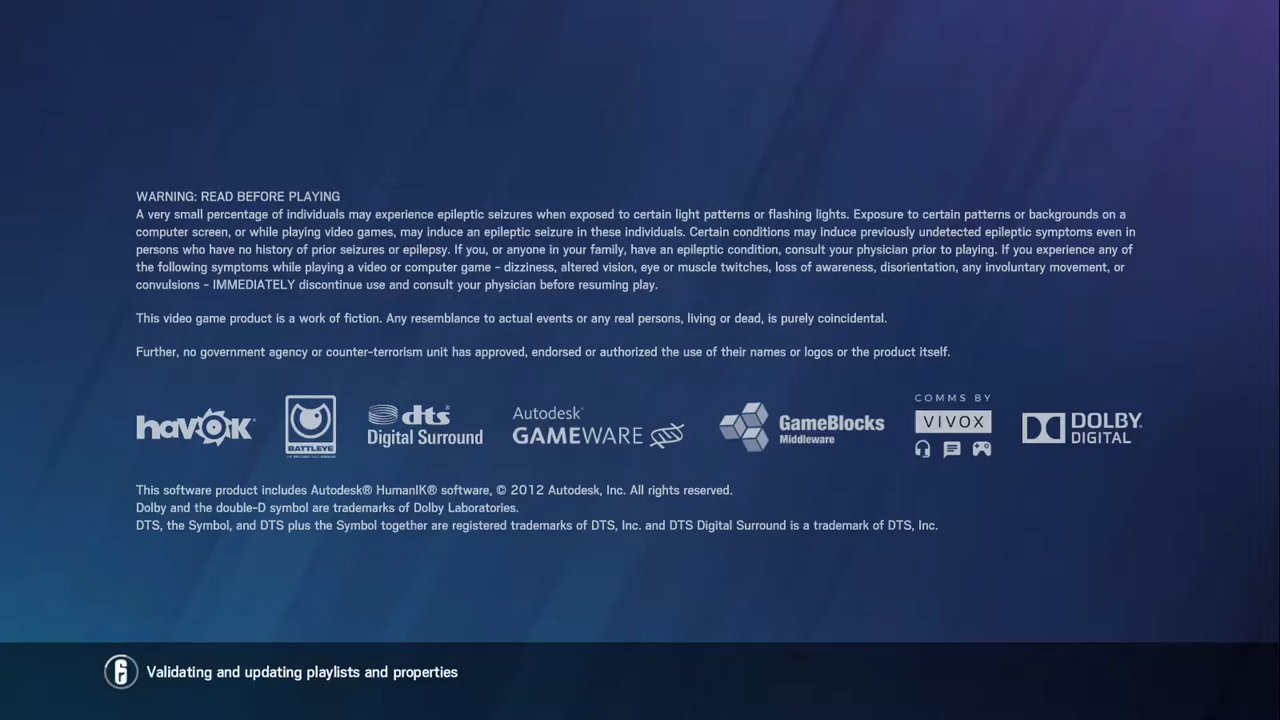 WARNING: READ BEFORE PLAYING
A very small percentage of individuals may experience epileptic seizures when exposed to certain light patterns or flashing lights. Exposure to certain patterns or backgrounds on a
computer screen, or while playing video games, may induce an epileptic seizure in these individuals. Certain conditions may induce previously undetected epileptic symptoms even in
persons who have no history of prior seizures or epilepsy. If you, or anyone in your family, have an epileptic condition, consult your physician prior to playing. If you experience any of
the following symptoms while playing a video or computer game - dizziness, altered vision, eye or muscle twitches, loss of awareness, disorientation, any involuntary movement, or
convulsions - IMMEDIATELY discontinue use and consult your physician before resuming play.
This video game product is a work of fiction. Any resemblance to actual events or any real persons, living or dead, is purely coincidental.
Further, no government agency or counter-terrorism unit has approved, endorsed or authorized the use of their names or logos or the product itself.
havok
BATTLEYE
dts
Digital Surround
Autodesk®
GAMEWARE
GameBlocks
Middleware
COMMS BY
VIVOX
DOLBY
DIGITAL
This software product includes Autodesk® HumanIK® software, © 2012 Autodesk, Inc. All rights reserved.
Dolby and the double-D symbol are trademarks of Dolby Laboratories.
DTS, the Symbol, and DTS plus the Symbol together are registered trademarks of DTS, Inc. and DTS Digital Surround is a trademark of DTS, Inc.
6 Validating and updating playlists and properties